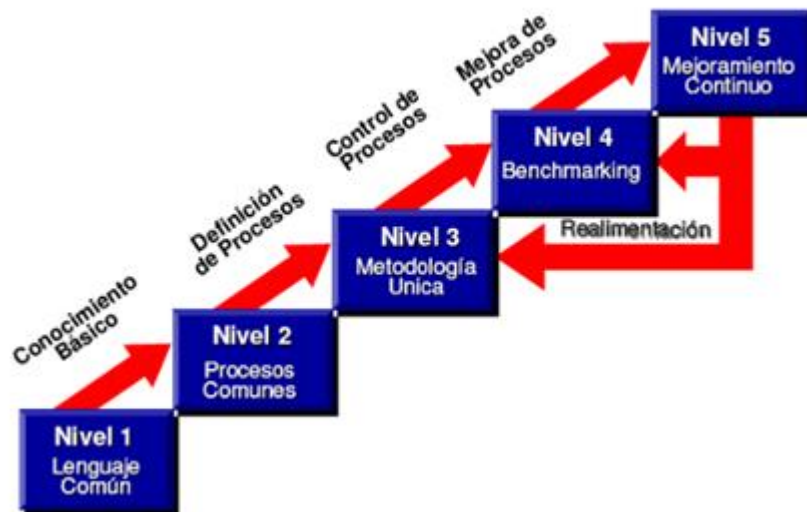 Nivel 5
Mejoramiento
Continuo
Mejora de
Procesos
Nivel 4
Benchmarking
Control de
Procesos
Nivel 3
Metodología
Unica
Realimentación
Definición
de Procesos
Nivel 2
Procesos
Comunes
Conocimiento
Básico
Nivel 1
Lenguaje
Común